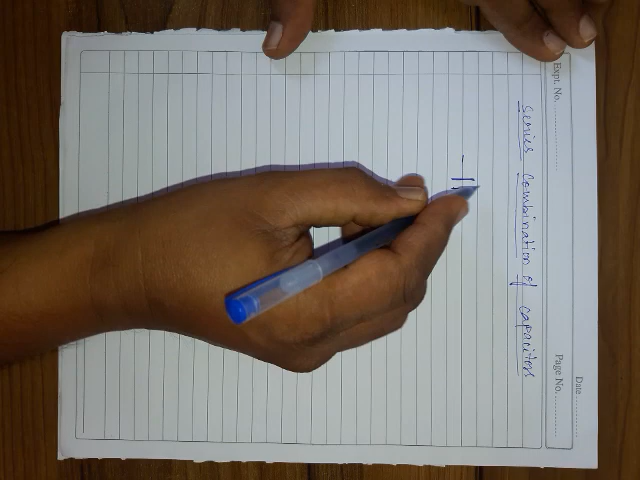 Date ..........
Expt. No. ................ Page No. ..........
series combination of capacitors